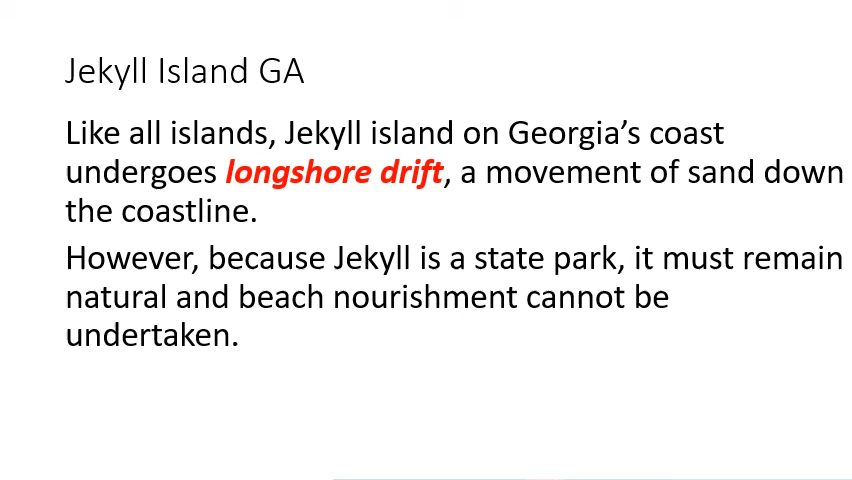 Jekyll Island GA
Like all islands, Jekyll island on Georgia’s coast
undergoes longshore drift, a movement of sand down
the coastline.
However, because Jekyll is a state park, it must remain
natural and beach nourishment cannot be
undertaken.